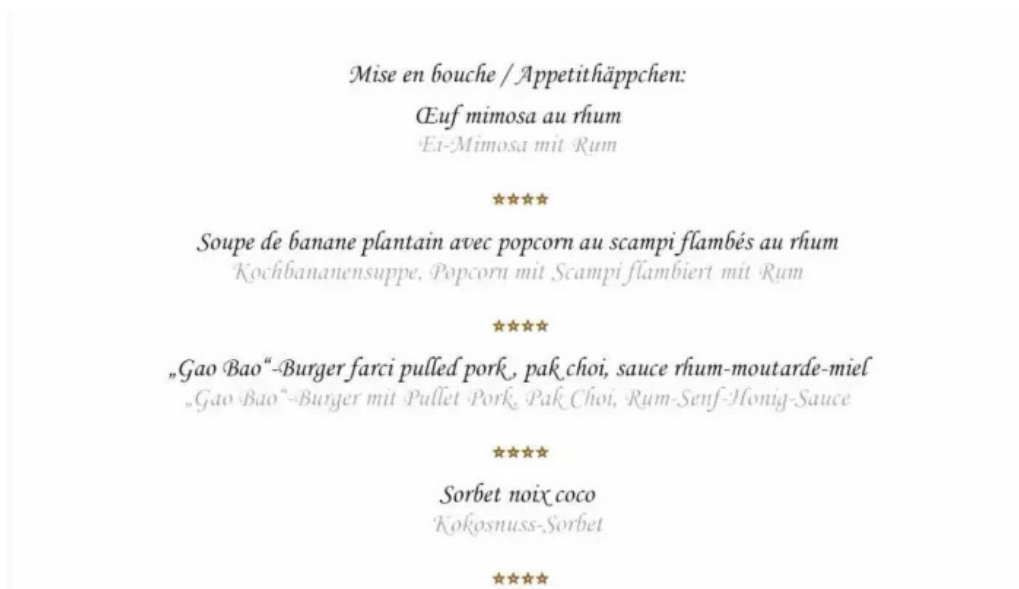 Mise en bouche / Appetithäppchen:
Œuf mimosa au rhum
Ei-Mimosa mit Rum
Soupe de banane plantain avec popcorn au scampi flambés au rhum
Kochbananensuppe, Popcorn mit Scampi flambiert mit Rum
„Gao Bao“-Burger farci pulled pork, pak choi, sauce rhum-moutarde-miel
„Gao Bao“-Burger mit Pullet Pork, Pak Choi, Rum-Senf-Honig-Sauce
Sorbet noix coco
Kokosnuss-Sorbet